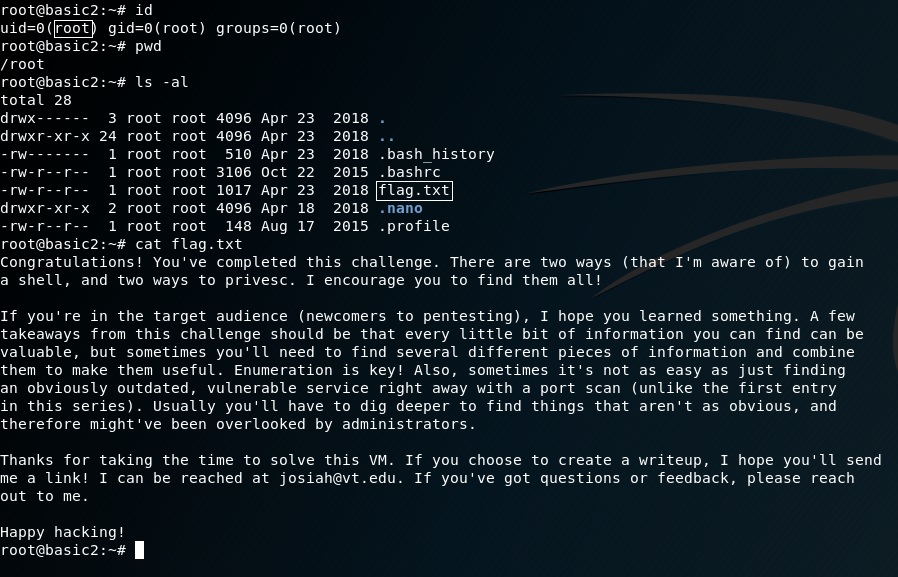 root@basic2:~# id
uid=0(root) gid=0(root) groups=0(root)
root@basic2:~# pwd
/root
root@basic2:~# ls -al
total 28
drwx------  3 root root 4096 Apr 23  2018 .
drwxr-xr-x 24 root root 4096 Apr 23  2018 ..
-rw-------  1 root root  510 Apr 23  2018 .bash_history
-rw-r--r--  1 root root 3106 Oct 22  2015 .bashrc
-rw-r--r--  1 root root 1017 Apr 23  2018 flag.txt
drwxr-xr-x  2 root root 4096 Apr 18  2018 .nano
-rw-r--r--  1 root root  148 Aug 17  2015 .profile
root@basic2:~# cat flag.txt
Congratulations! You've completed this challenge. There are two ways (that I'm aware of) to gain
a shell, and two ways to privesc. I encourage you to find them all!

If you're in the target audience (newcomers to pentesting), I hope you learned something. A few
takeaways from this challenge should be that every little bit of information you can find can be
valuable, but sometimes you'll need to find several different pieces of information and combine
them to make them useful. Enumeration is key! Also, sometimes it's not as easy as just finding
an obviously outdated, vulnerable service right away with a port scan (unlike the first entry
in this series). Usually you'll have to dig deeper to find things that aren't as obvious, and
therefore might've been overlooked by administrators.

Thanks for taking the time to solve this VM. If you choose to create a writeup, I hope you'll send
me a link! I can be reached at josiah@vt.edu. If you've got questions or feedback, please reach
out to me.

Happy hacking!
root@basic2:~#